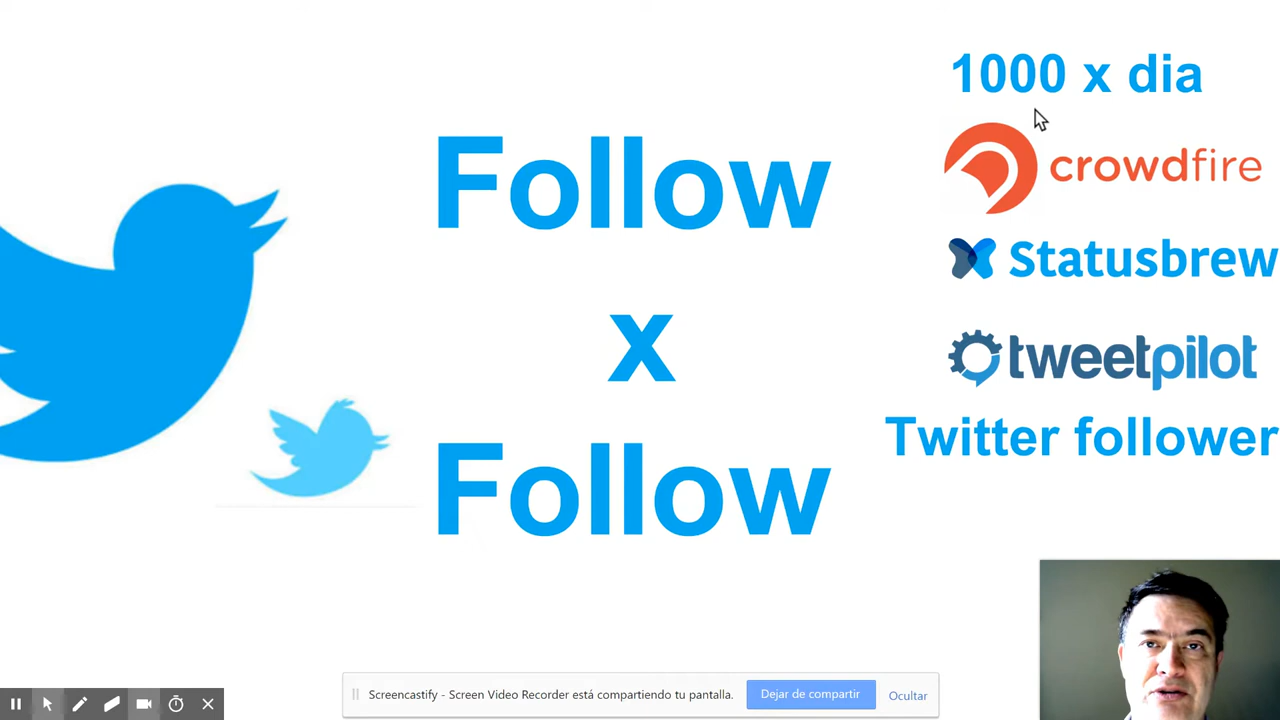 Follow
x
Follow
1000 x dia
crowdfire
Statusbrew
tweetpilot
Twitter follower
Screencastify - Screen Video Recorder está compartiendo tu pantalla.
Dejar de compartir
Ocultar